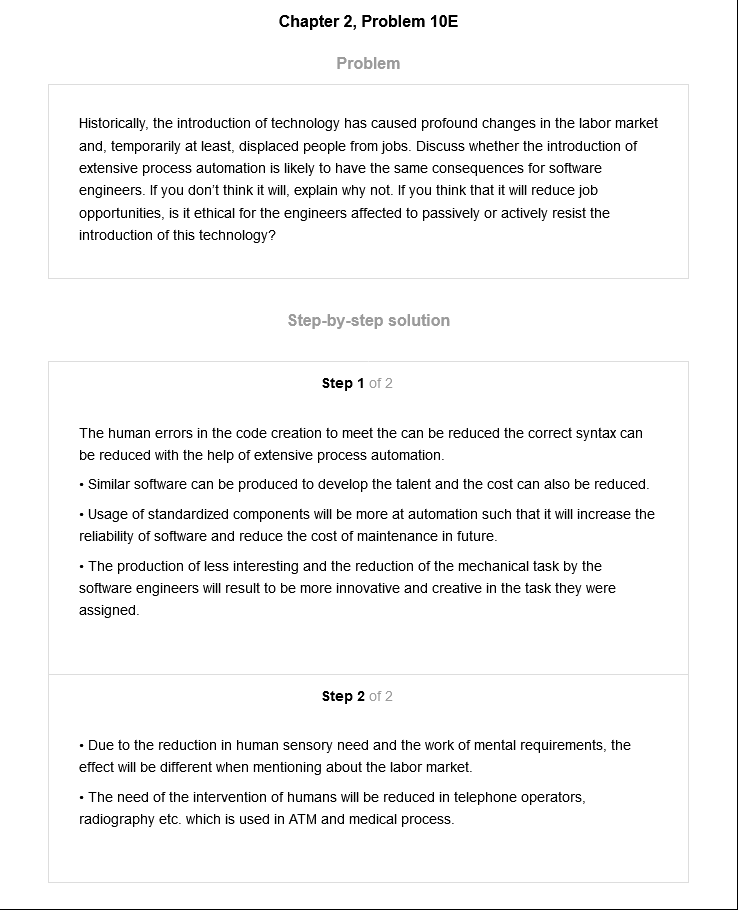 Chapter 2, Problem 10E
Problem
Historically, the introduction of technology has caused profound changes in the labor market
and, temporarily at least, displaced people from jobs. Discuss whether the introduction of
extensive process automation is likely to have the same consequences for software
engineers. If you don't think it will, explain why not. If you think that it will reduce job
opportunities, is it ethical for the engineers affected to passively or actively resist the
introduction of this technology?
Step-by-step solution
Step 1 of 2
The human errors in the code creation to meet the can be reduced the correct syntax can
be reduced with the help of extensive process automation.
• Similar software can be produced to develop the talent and the cost can also be reduced.
• Usage of standardized components will be more at automation such that it will increase the
reliability of software and reduce the cost of maintenance in future.
• The production of less interesting and the reduction of the mechanical task by the
software engineers will result to be more innovative and creative in the task they were
assigned.
Step 2 of 2
• Due to the reduction in human sensory need and the work of mental requirements, the
effect will be different when mentioning about the labor market.
• The need of the intervention of humans will be reduced in telephone operators,
radiography etc. which is used in ATM and medical process.